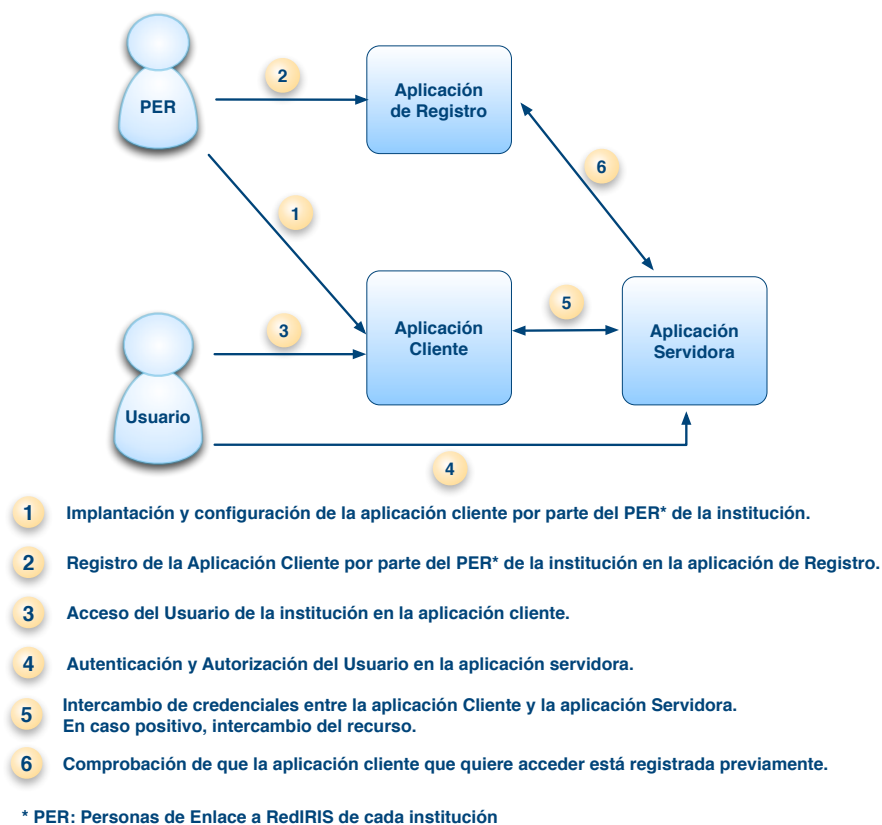 PER
2
Aplicación
de Registro
6
1
Usuario
3
Aplicación
Cliente
5
Aplicación
Servidora
4
1 Implantación y configuración de la aplicación cliente por parte del PER* de la institución.
2 Registro de la Aplicación Cliente por parte del PER* de la institución en la aplicación de Registro.
3 Acceso del Usuario de la institución en la aplicación cliente.
4 Autenticación y Autorización del Usuario en la aplicación servidora.
5 Intercambio de credenciales entre la aplicación Cliente y la aplicación Servidora.
En caso positivo, intercambio del recurso.
6 Comprobación de que la aplicación cliente que quiere acceder está registrada previamente.
* PER: Personas de Enlace a RedIRIS de cada institución